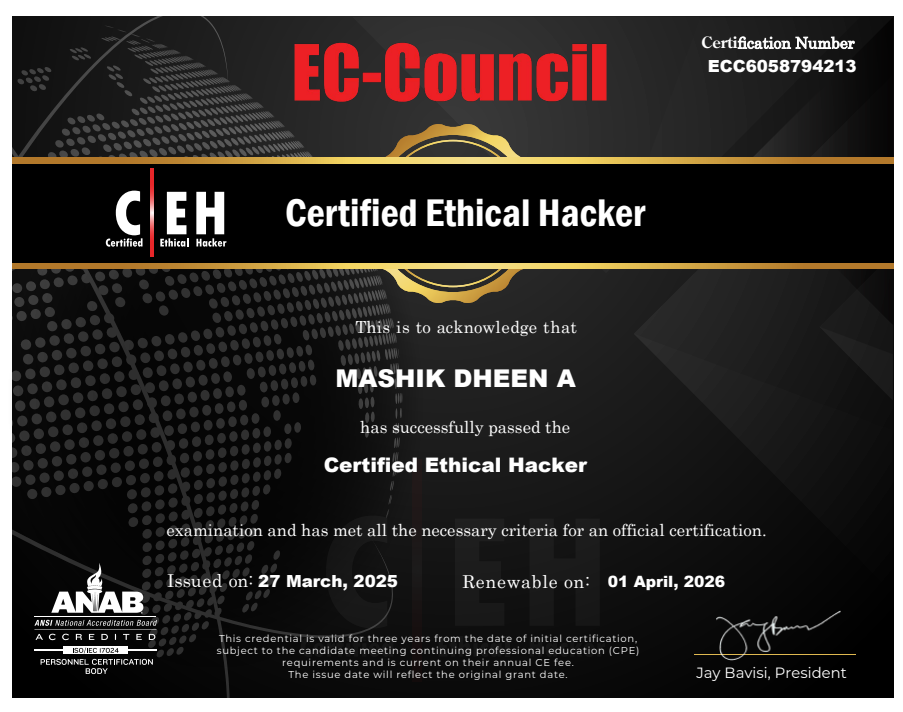 EC-Council
Certification Number
ECC6058794213
C EH
Certified Ethical Hacker
Certified Ethical Hacker
This is to acknowledge that
MASHIK DHEEN A
has successfully passed the
Certified Ethical Hacker
examination and has met all the necessary criteria for an official certification.
Issued on: 27 March, 2025 Renewable on: 01 April, 2026
C EH
ANAB
ANSI National Accreditation Board
ACCREDITED
ISO/IEC 17024
PERSONNEL CERTIFICATION
BODY
This credential is valid for three years from the date of initial certification,
subject to the candidate meeting continuing professional education (CPE)
requirements and is current on their annual CE fee.
The issue date will reflect the original grant date.
Jay Bavisi, President